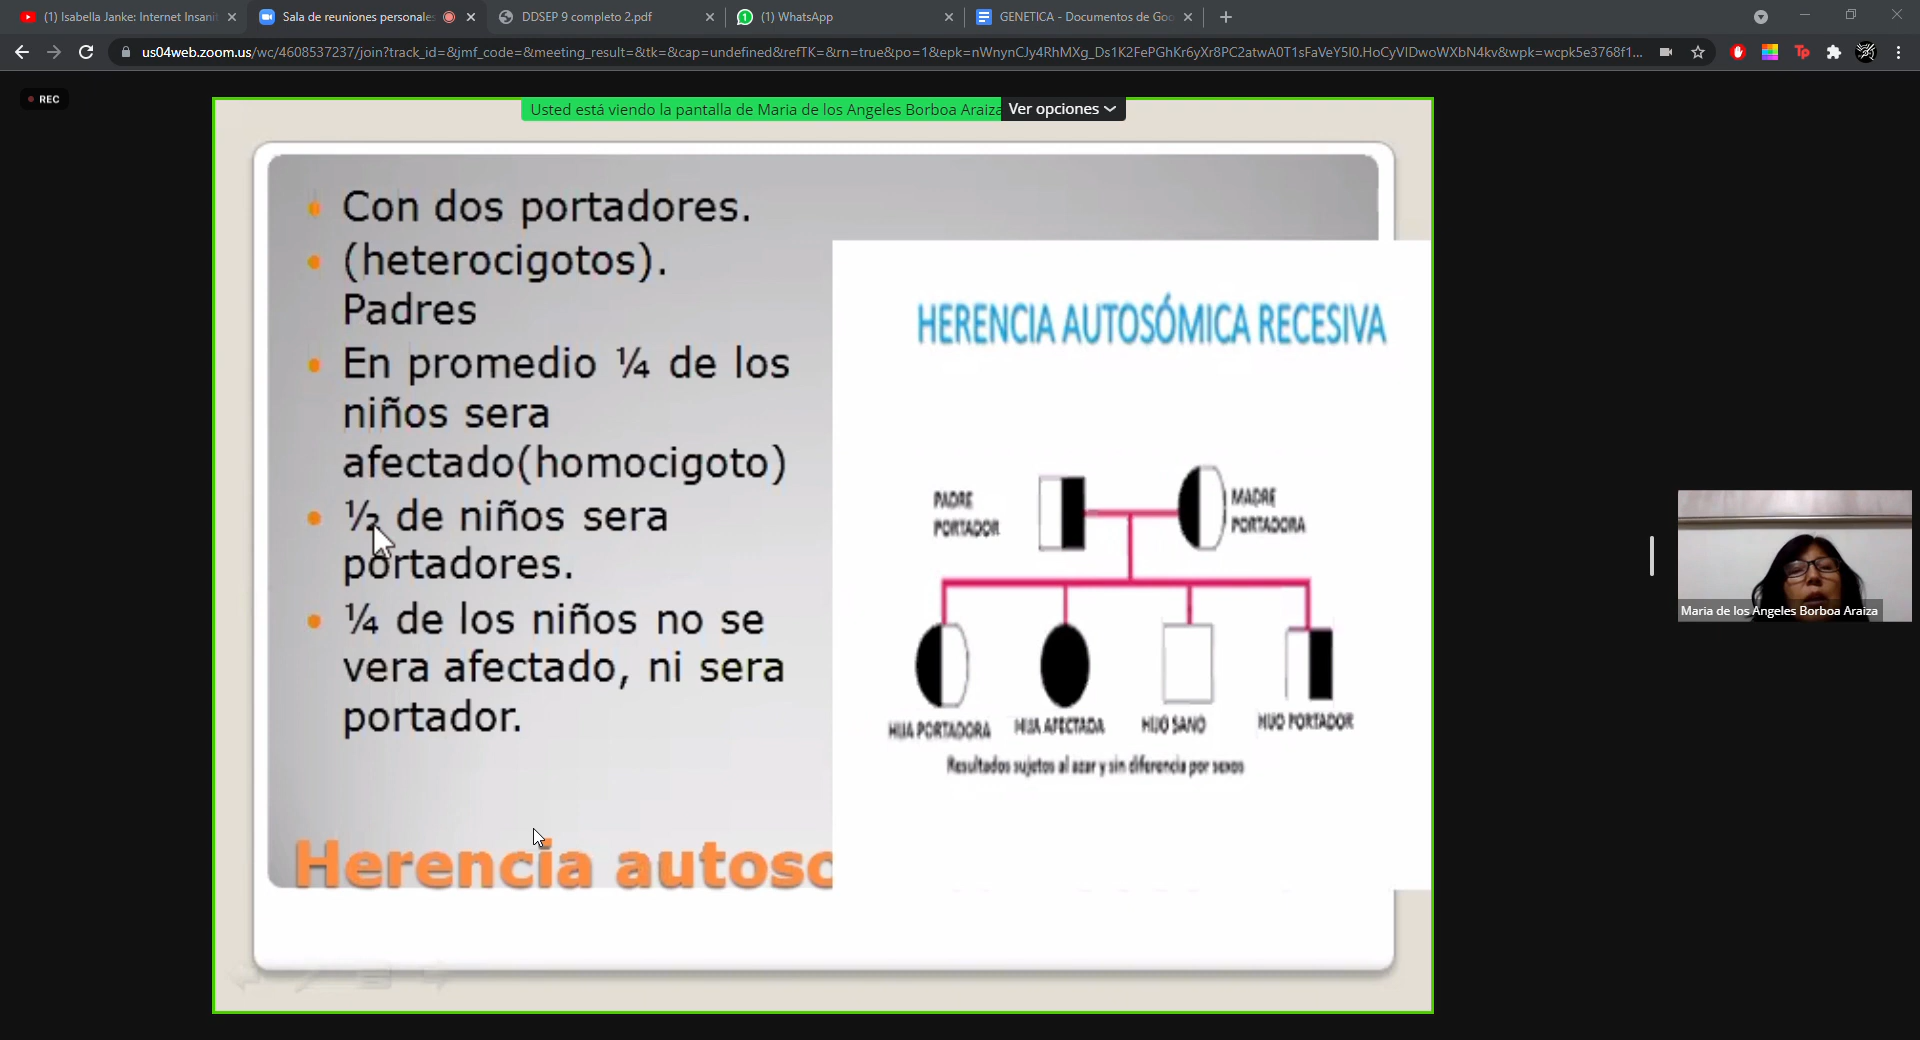 (1) Isabella Janke: Internet Insani
Sala de reuniones personales
DDSEP 9 completo 2.pdf
(1) WhatsApp
GENETICA - Documentos de Goo
us04web.zoom.us/wc/4608537237/join?track_id=&jmf_code=&meeting_result=&tk=&cap=undefined&refTK=&rn=true&po=1&epk=nWnynCJy4RhMXg_Ds1K2FePGhKr6yXr8PC2atwA0T1sFaVeY5I0.HoCyVIDwoWXbN4kv&wpk=wcpk5e3768f1...
REC
Usted está viendo la pantalla de Maria de los Angeles Borboa Araiza
Ver opciones
Con dos portadores.
(heterocigotos).
Padres
En promedio ¼ de los
niños sera
afectado(homocigoto)
½ de niños sera
portadores.
¼ de los niños no se
vera afectado, ni sera
portador.
Herencia autoso
HERENCIA AUTOSÓMICA RECESIVA
PADRE
PORTADOR
MADRE
PORTADORA
HIJA PORTADORA
HIJA AFECTADA
HIJO SANO
HIJO PORTADOR
Resultados sujetos al azar y sin diferencia por sexos
Maria de los Angeles Borboa Araiza